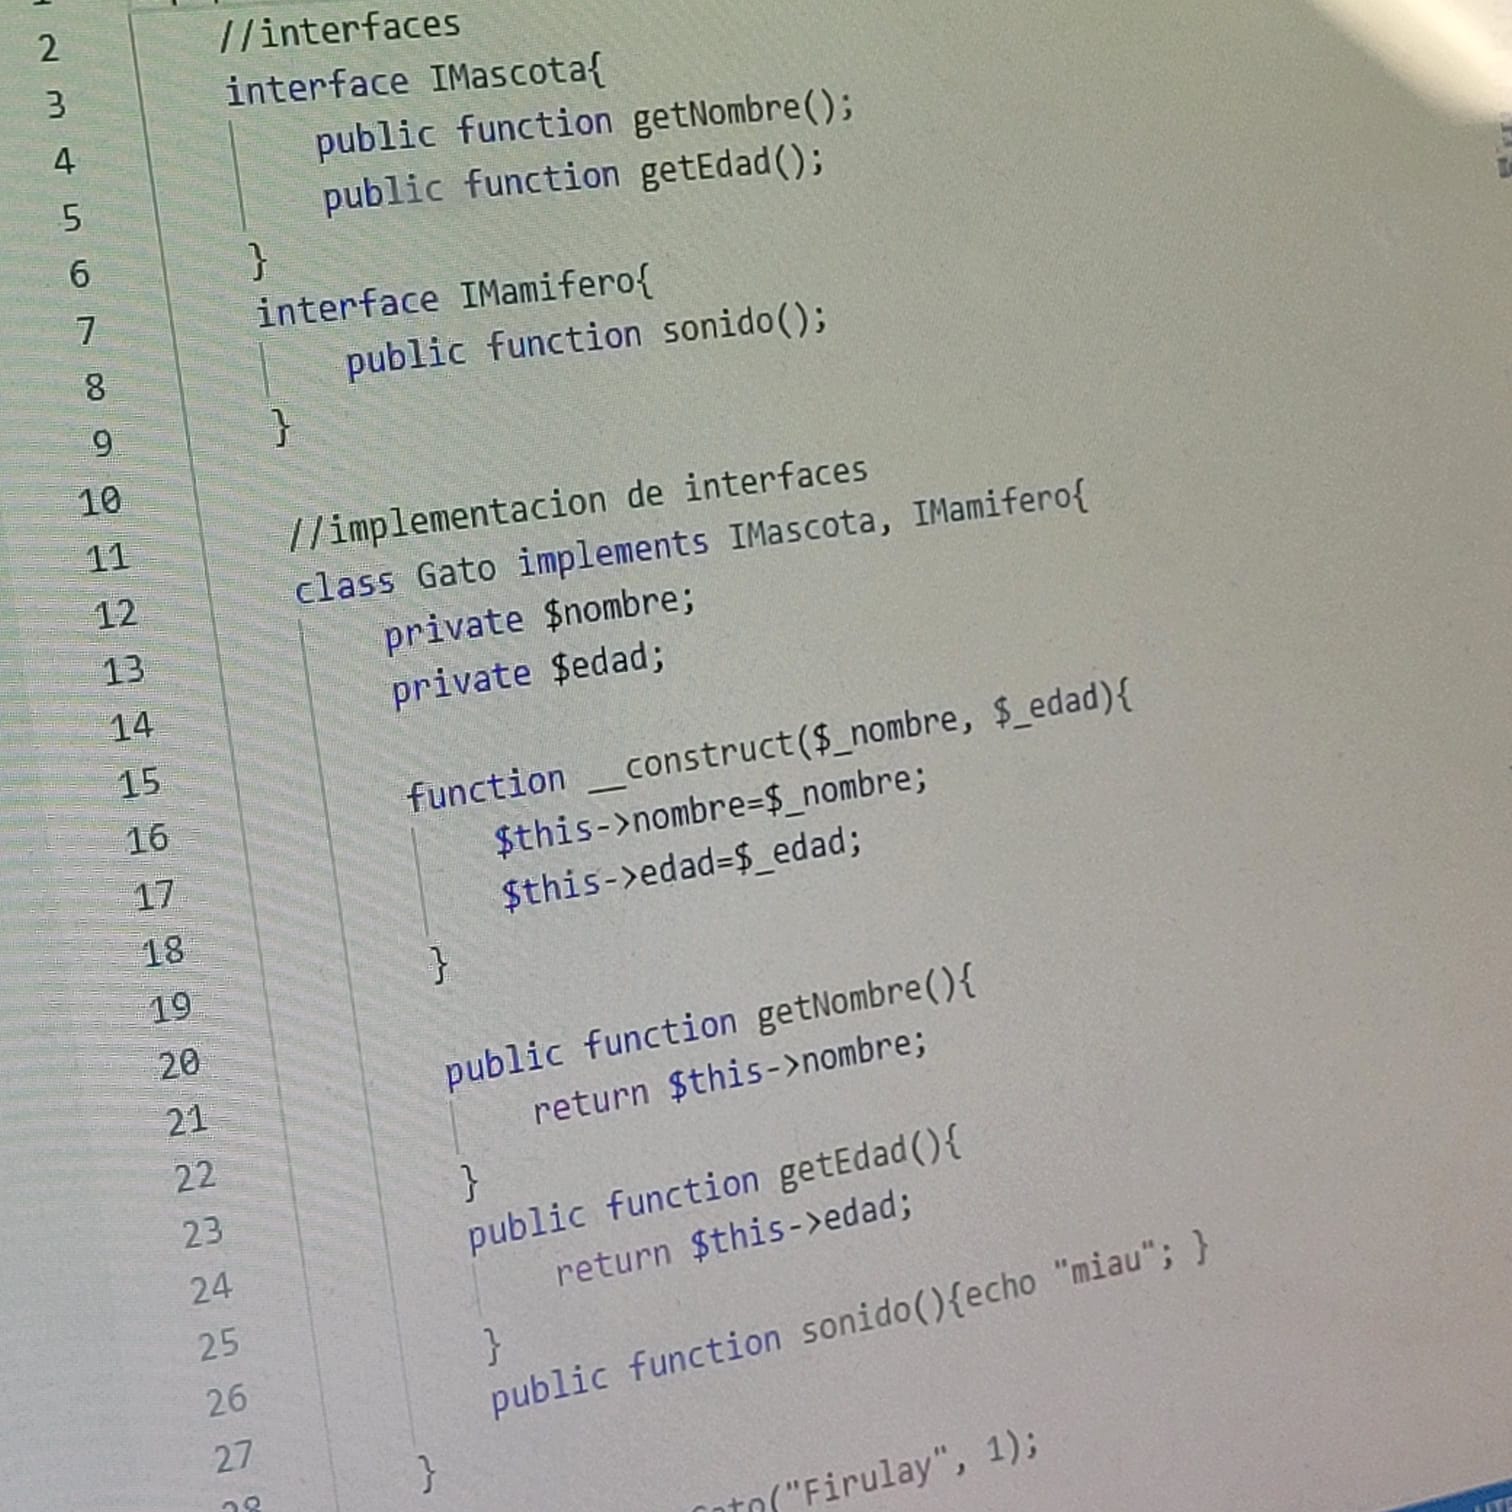 2 //interfaces
3 interface IMascota{
4 public function getNombre();
5 public function getEdad();
6 }
7 interface IMamifero{
8 public function sonido();
9 }
10
11 //implementacion de interfaces
12 class Gato implements IMascota, IMamifero{
13 private $nombre;
14 private $edad;
15
16 function __construct($_nombre, $_edad){
17 $this->nombre=$_nombre;
18 $this->edad=$_edad;
19 }
20
21 public function getNombre(){
22 return $this->nombre;
23 }
24 public function getEdad(){
25 return $this->edad;
26 }
27 public function sonido(){echo "miau"; }
28 }
("Firulay", 1);